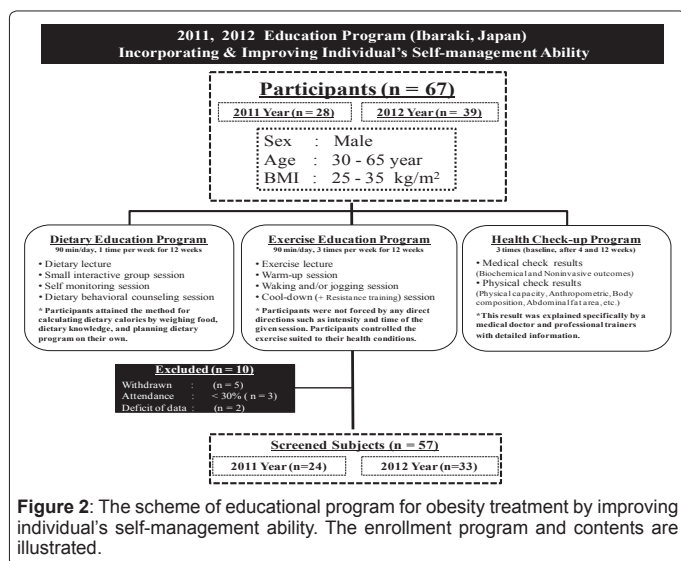 2011, 2012 Education Program (Ibaraki, Japan)
Incorporating & Improving Individual's Self-management Ability
Participants (n = 67)
2011 Year (n = 28) 2012 Year (n = 39)
Sex : Male
Age : 30 - 65 year
BMI : 25 - 35 kg/m²
Dietary Education Program
90 min/day, 1 time per week for 12 weeks
• Dietary lecture
• Small interactive group session
• Self monitoring session
• Dietary behavioral counseling session
* Participants attained the method for
calculating dietary calories by weighing food,
dietary knowledge, and planning dietary
program on their own.
Exercise Education Program
90 min/day, 3 times per week for 12 weeks
• Exercise lecture
• Warm-up session
• Waking and/or jogging session
• Cool-down (+ Resistance training) session
* Participants were not forced by any direct
directions such as intensity and time of the
given session. Participants controlled the
exercise suited to their health conditions.
Health Check-up Program
3 times (baseline, after 4 and 12 weeks)
• Medical check results
(Biochemical and Noninvasive outcomes)
• Physical check results
(Physical capacity, Anthropometric, Body
composition, Abdominal fat area, etc.)
*This result was explained specifically by a
medical doctor and professional trainers
with detailed information.
Excluded (n = 10)
Withdrawn : (n = 5)
Attendance : < 30% ( n = 3)
Deficit of data : (n = 2)
Screened Subjects (n = 57)
2011 Year (n=24) 2012 Year (n=33)
Figure 2: The scheme of educational program for obesity treatment by improving
individual's self-management ability. The enrollment program and contents are
illustrated.